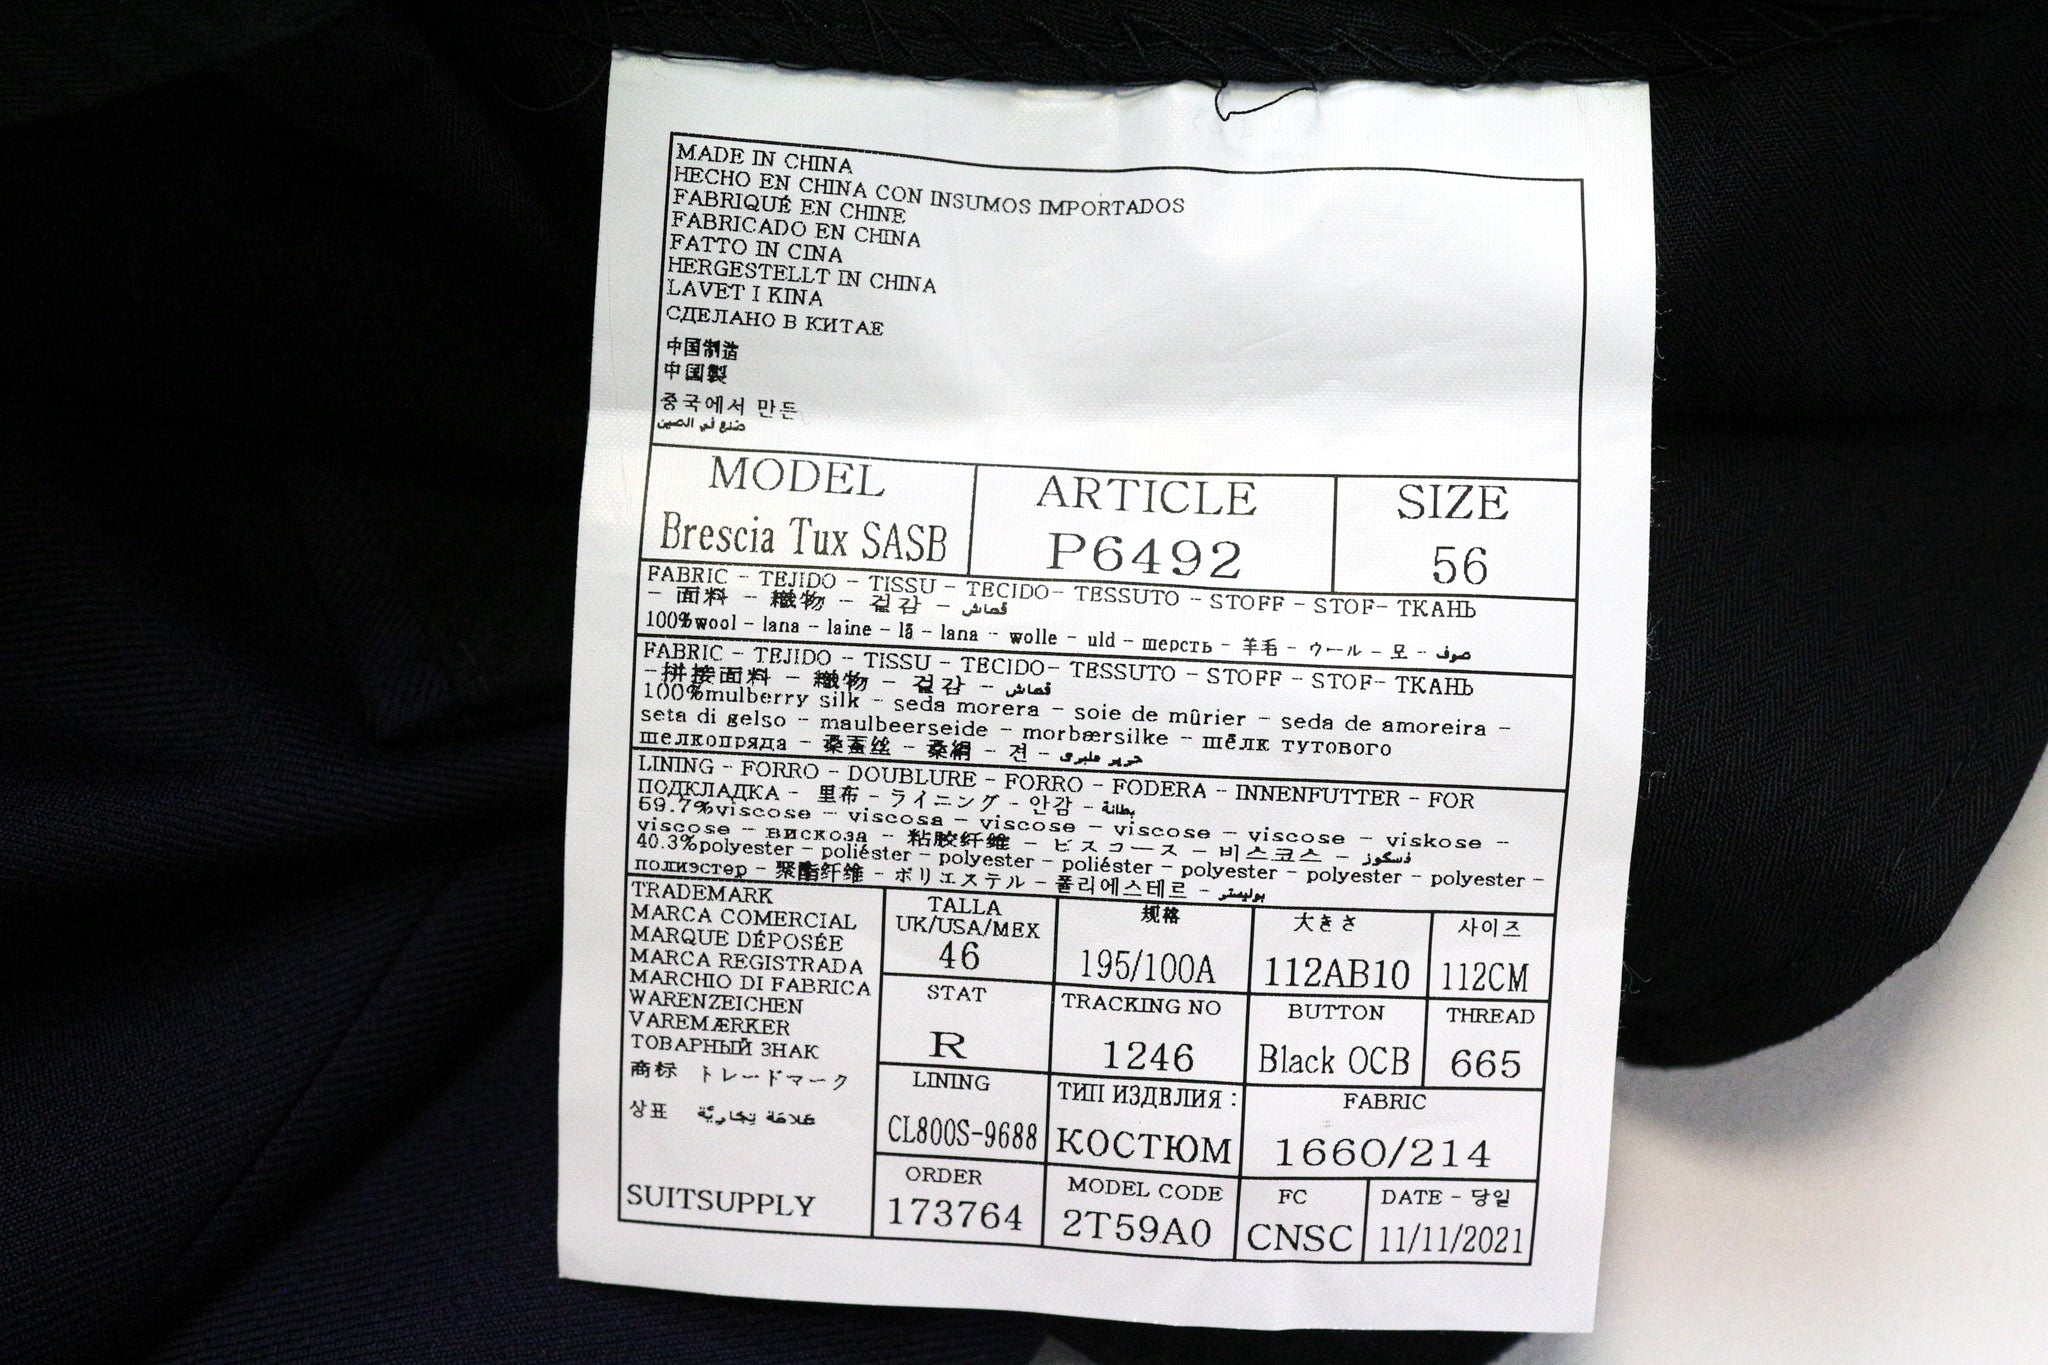 MADE IN CHINA
HECHO EN CHINA CON INSUMOS IMPORTADOS
FABRIQUÉ EN CHINE
FABRICADO EN CHINA
FATTO IN CINA
HERGESTELLT IN CHINA
LAVET I KINA
СДЕЛАНО В КИТАЕ
中国制造
中国製
중국에서 만든
صنع في الصين
MODEL
Brescia Tux SASB
ARTICLE
P6492
SIZE
56
FABRIC - TEJIDO - TISSU - TECIDO- TESSUTO - STOFF - STOF- ТКАНЬ
- 面料 - 織物 - 겉감 - قماش
100%wool - lana - laine - lã - lana - wolle - uld - шерсть - 羊毛 - ウール - 모 - صوف
FABRIC - TEJIDO - TISSU - TECIDO- TESSUTO - STOFF - STOF- ТКАНЬ
-拼接面料 - 織物 - 겉감 - قماش
100%mulberry silk - seda morera - soie de mûrier - seda de amoreira -
seta di gelso - maulbeerseide - morbærsilke - шёлк тутового
шелкопряда - 桑蚕丝 - 桑絹 - 견 - حرير ملبري
LINING - FORRO - DOUBLURE - FORRO - FODERA - INNENFUTTER - FOR
ПОДКЛАДКА - 里布 - ライニング - 안감 - بطانة
59.7%viscose - viscosa - viscose - viscose - viscose - viskose -
viscose - вискоза - 粘胶纤维 - ビスコース - 비스코스 - فسكوز
40.3%polyester - poliéster - polyester - poliéster - polyester - polyester - polyester -
полиэстер - 聚酯纤维 - ポリエステル - 폴리에스테르 - بوليستر
TRADEMARK
MARCA COMERCIAL
MARQUE DÉPOSÉE
MARCA REGISTRADA
MARCHIO DI FABRICA
WARENZEICHEN
VAREMÆRKER
ТОВАРНЫЙ ЗНАК
商标 トレードマーク
상표 علامة تجارية
SUITSUPPLY
TALLA
UK/USA/MEX
46
规格
195/100A
大きさ
112AB10
사이즈
112CM
STAT
R
TRACKING NO
1246
BUTTON
Black OCB
THREAD
665
LINING
CL800S-9688
ТИП ИЗДЕЛИЯ :
КОСТЮМ
FABRIC
1660/214
ORDER
173764
MODEL CODE
2T59A0
FC
CNSC
DATE - 당일
11/11/2021